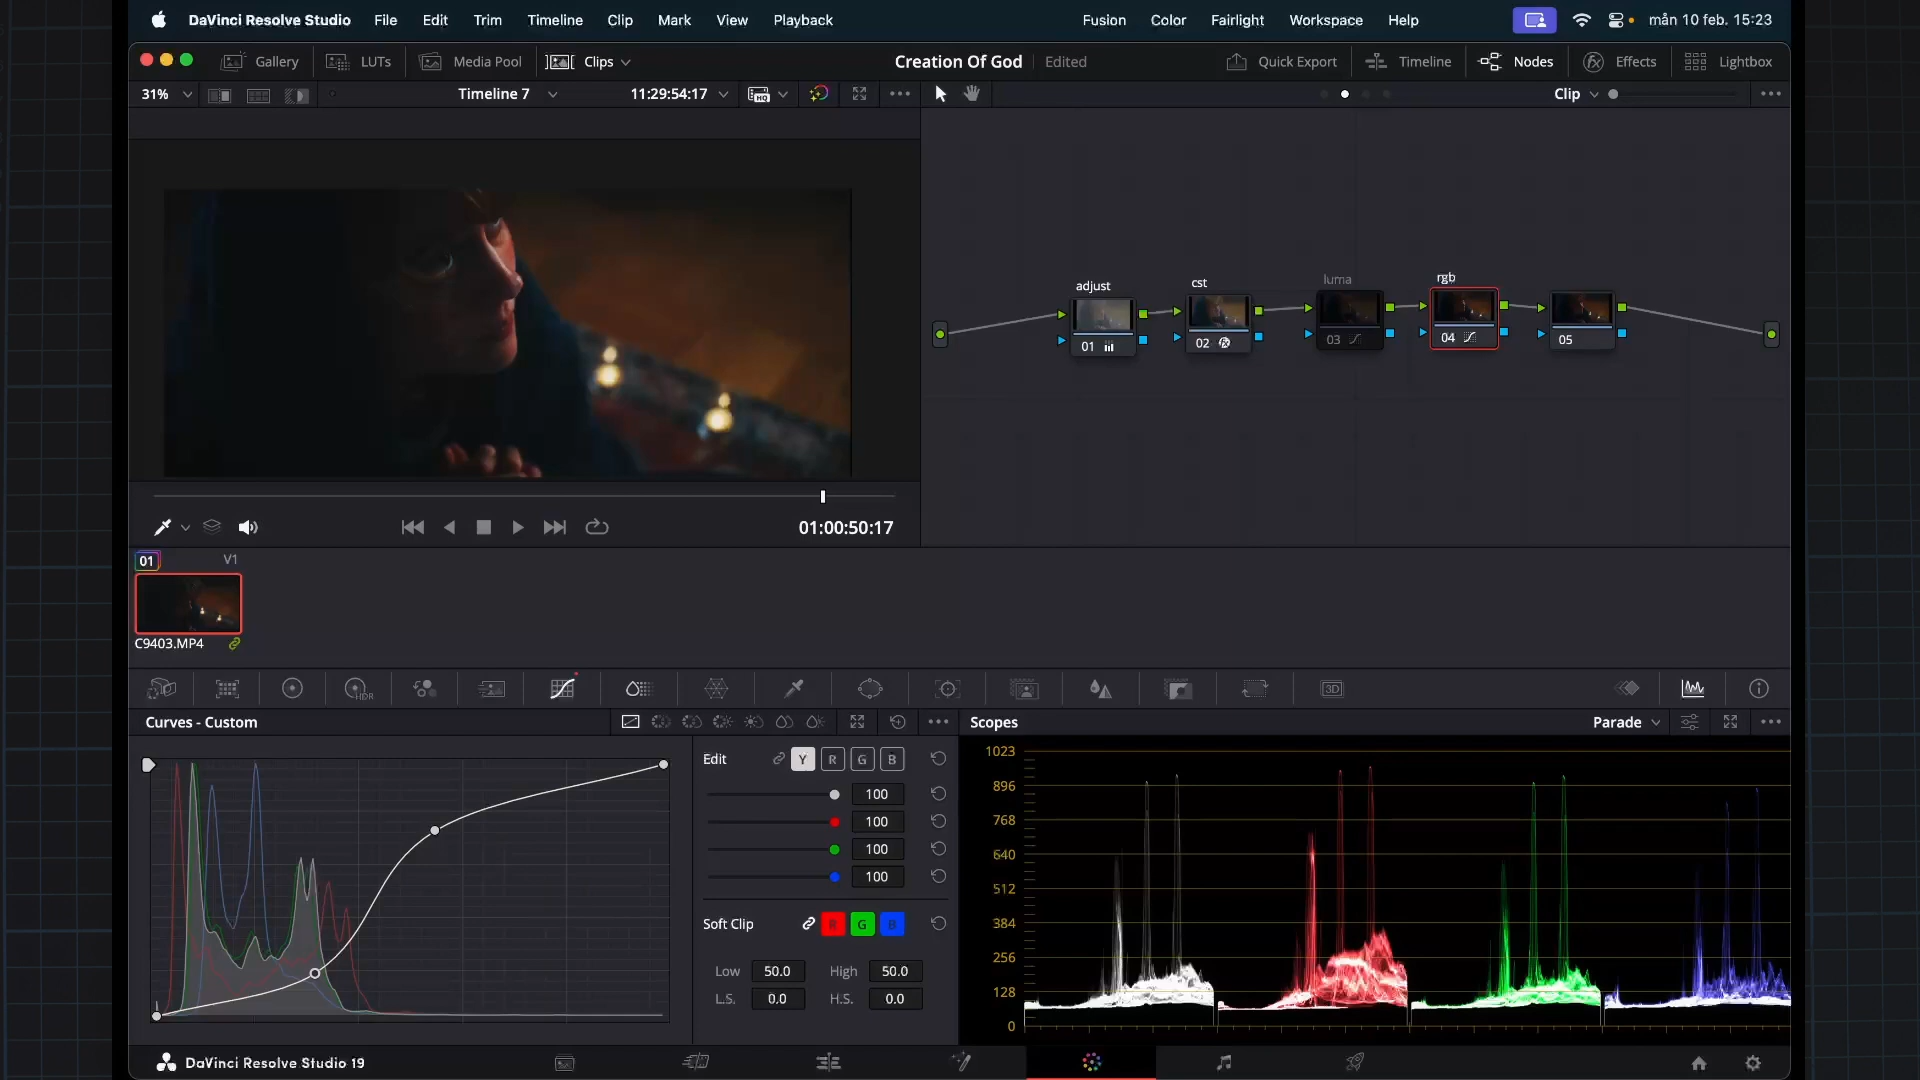 DaVinci Resolve Studio File Edit Trim Timeline Clip Mark View Playback Fusion Color Fairlight Workspace Help mån 10 feb. 15:23
Gallery LUTs Media Pool Clips Creation Of God Edited Quick Export Timeline Nodes Effects Lightbox
31% Timeline 7 11:29:54:17 HQ Clip
adjust cst luma rgb
01 02 03 04 05
01:00:50:17
01 V1
C9403.MP4
HDR 3D
Curves - Custom Scopes Parade
Edit Y R G B
100
100
100
100
Soft Clip R G B
Low 50.0 High 50.0
L.S. 0.0 H.S. 0.0
1023
896
768
640
512
384
256
128
0
DaVinci Resolve Studio 19